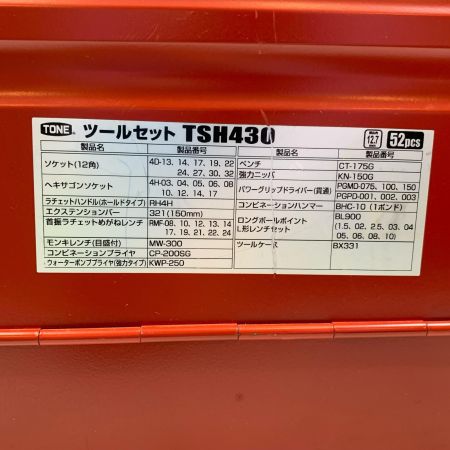 TONE ツールセット TSH430 12.7 52pcs
製品名 製品番号
ソケット(12角) 4D-13. 14. 17. 19. 22
24. 27. 30. 32
ヘキサゴンソケット 4H-03. 04. 05. 06. 08
10. 12. 14. 17
ラチェットハンドル(ホールドタイプ) RH4H
エクステンションバー 321(150mm)
首振ラチェットめがねレンチ RMF-08. 10. 12. 13. 14
17. 19. 21. 22. 24
モンキレンチ(目盛付) MW-300
コンビネーションプライヤ CP-200SG
ウォーターポンププライヤ(強力タイプ) KWP-250
製品名 製品番号
ペンチ CT-175G
強力ニッパ KN-150G
パワーグリップドライバー(貫通) PGMD-075. 100. 150
PGPD-001. 002. 003
コンビネーションハンマー BHC-10 (1ポンド)
ロングボールポイント
L形レンチセット
BL900
(1.5. 02. 2.5. 03. 04
05. 06. 08. 10)
ツールケース BX331